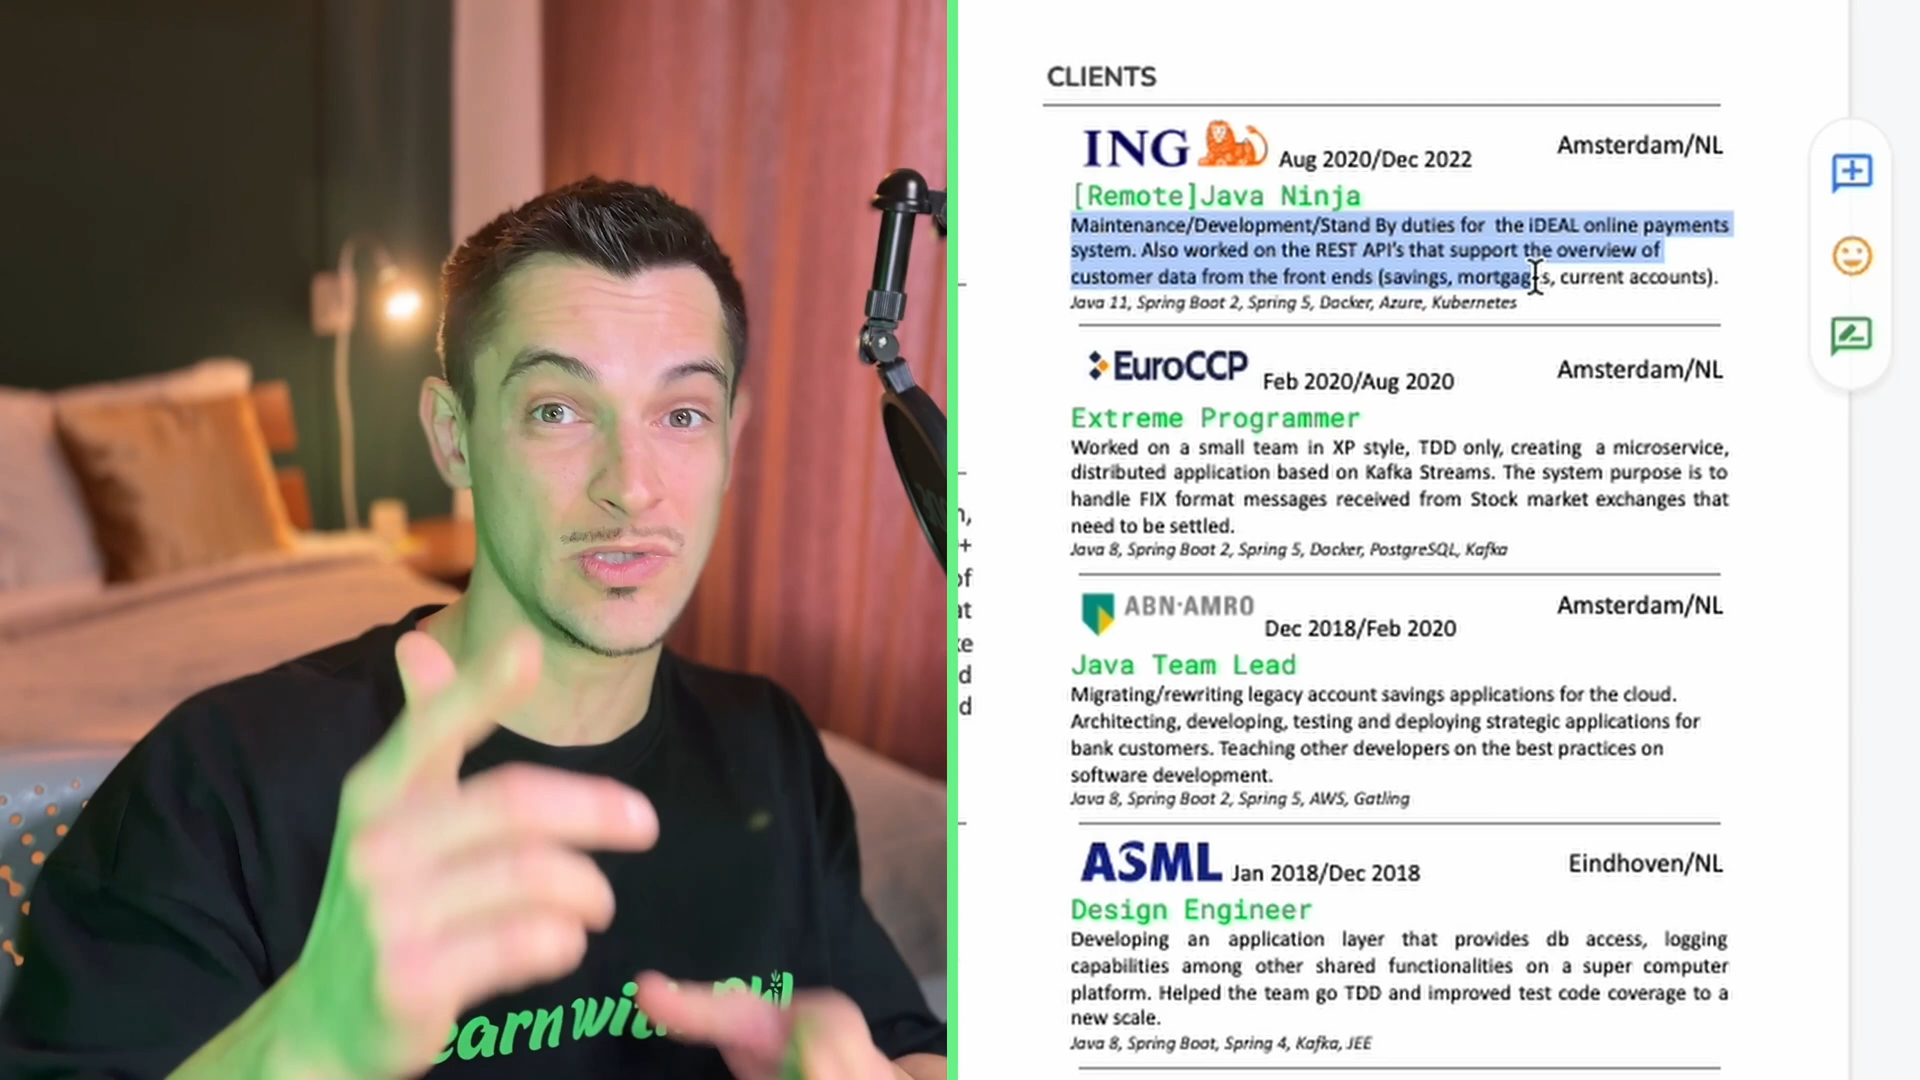 earn with Phil
n,
+
of
at
ke
d
d
CLIENTS
ING Aug 2020/Dec 2022 Amsterdam/NL
[Remote]Java Ninja
Maintenance/Development/Stand By duties for the iDEAL online payments
system. Also worked on the REST API's that support the overview of
customer data from the front ends (savings, mortgages, current accounts).
Java 11, Spring Boot 2, Spring 5, Docker, Azure, Kubernetes
EuroCCP Feb 2020/Aug 2020 Amsterdam/NL
Extreme Programmer
Worked on a small team in XP style, TDD only, creating a microservice,
distributed application based on Kafka Streams. The system purpose is to
handle FIX format messages received from Stock market exchanges that
need to be settled.
Java 8, Spring Boot 2, Spring 5, Docker, PostgreSQL, Kafka
ABN·AMRO Dec 2018/Feb 2020 Amsterdam/NL
Java Team Lead
Migrating/rewriting legacy account savings applications for the cloud.
Architecting, developing, testing and deploying strategic applications for
bank customers. Teaching other developers on the best practices on
software development.
Java 8, Spring Boot 2, Spring 5, AWS, Gatling
ASML Jan 2018/Dec 2018 Eindhoven/NL
Design Engineer
Developing an application layer that provides db access, logging
capabilities among other shared functionalities on a super computer
platform. Helped the team go TDD and improved test code coverage to a
new scale.
Java 8, Spring Boot, Spring 4, Kafka, JEE